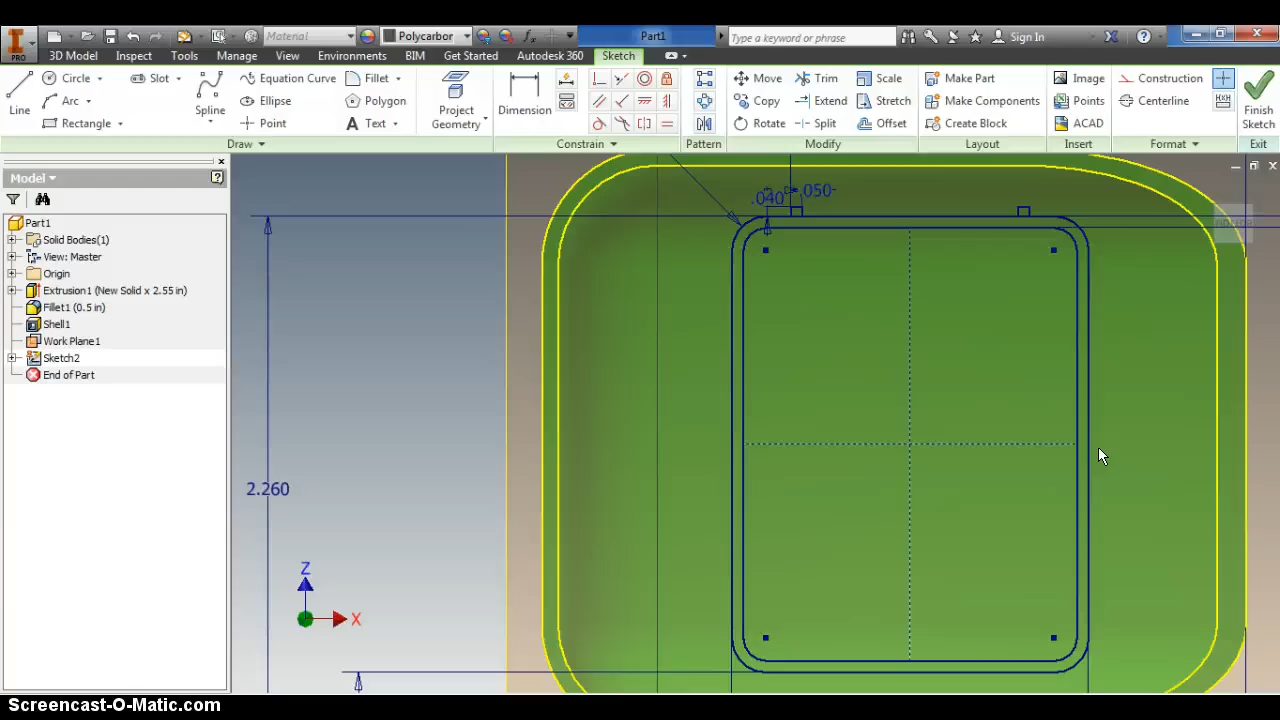 Material
Polycarbor
Part1
Type a keyword or phrase
Sign In
PRO
3D Model Inspect Tools Manage View Environments BIM Get Started Autodesk 360 Sketch
Line
Circle
Arc
Rectangle
Slot
Spline
Equation Curve
Ellipse
Point
Fillet
Polygon
Text
Project
Geometry
Dimension
Move
Copy
Rotate
Trim
Extend
Split
Scale
Stretch
Offset
Make Part
Make Components
Create Block
Image
Points
ACAD
Construction
Centerline
Finish
Sketch
Draw Constrain Pattern Modify Layout Insert Format Exit
Model
Part1
Solid Bodies(1)
View: Master
Origin
Extrusion1 (New Solid x 2.55 in)
Fillet1 (0.5 in)
Shell1
Work Plane1
Sketch2
End of Part
.040
.050
2.260
Z
X
Screencast-O-Matic.com